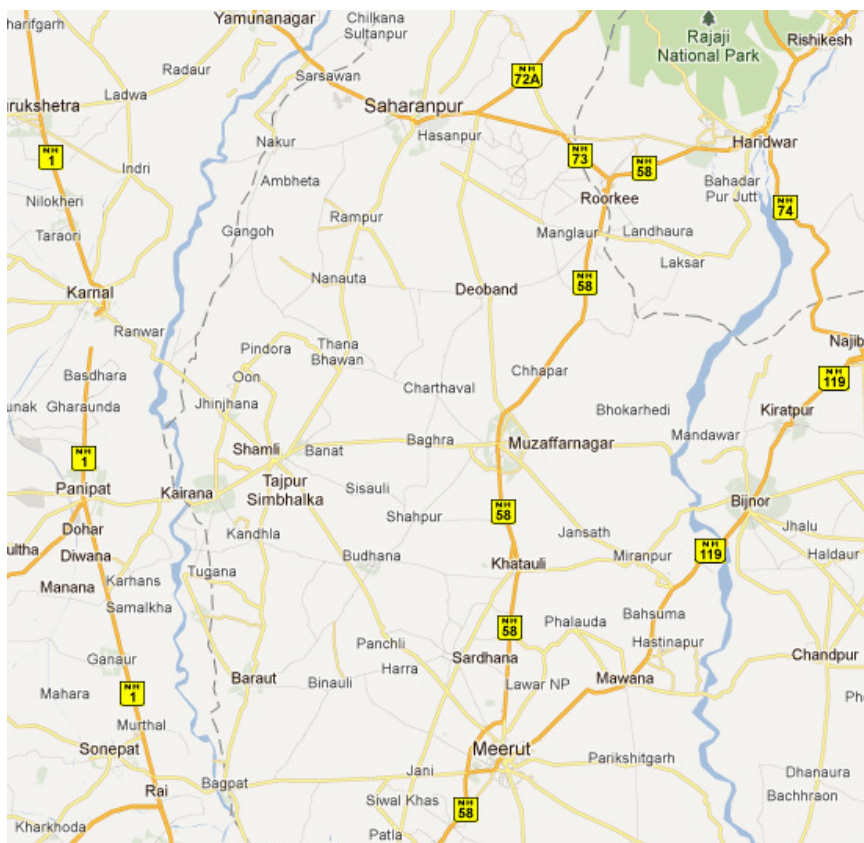 Yamunanagar
Chilkana
Sultanpur
harifgarh
NH
72A
Rajaji
National Park
Rishikesh
Radaur
Sarsawan
Ladwa
urukshetra
Saharanpur
Hasanpur
Nakur
Haridwar
NH
1
Indri
NH
73
NH
58
Ambheta
Bahadar
Pur Jutt
Nilokheri
Roorkee
NH
74
Rampur
Taraori
Gangoh
Manglaur
Landhaura
Laksar
Nanauta
NH
58
Karnal
Deoband
Ranwar
Pindora
Thana
Bhawan
Najib
Basdhara
Oon
Chhapar
NH
119
Charthaval
unak
Gharaunda
Jhinjhana
Bhokarhedi
Kiratpur
Mandawar
Shamli
Banat
Baghra
Muzaffarnagar
NH
1
Panipat
Kairana
Tajpur
Simbhalka
Sisauli
Bijnor
NH
58
Shahpur
Dohar
Kandhla
Jansath
Jhalu
ultha
Diwana
Budhana
Khatauli
Miranpur
NH
119
Haldaur
Tugana
Manana
Karhans
Samalkha
Bahsuma
NH
58
Phalauda
Panchli
Hastinapur
Ganaur
Sardhana
Chandpur
Harra
Baraut
Binauli
Lawar NP
Mawana
Mahara
NH
1
Ph
Murthal
Sonepat
Meerut
Parikshitgarh
Jani
Dhanaura
Bagpat
Rai
Siwal Khas
Bachhraon
NH
58
Kharkhoda
Patla